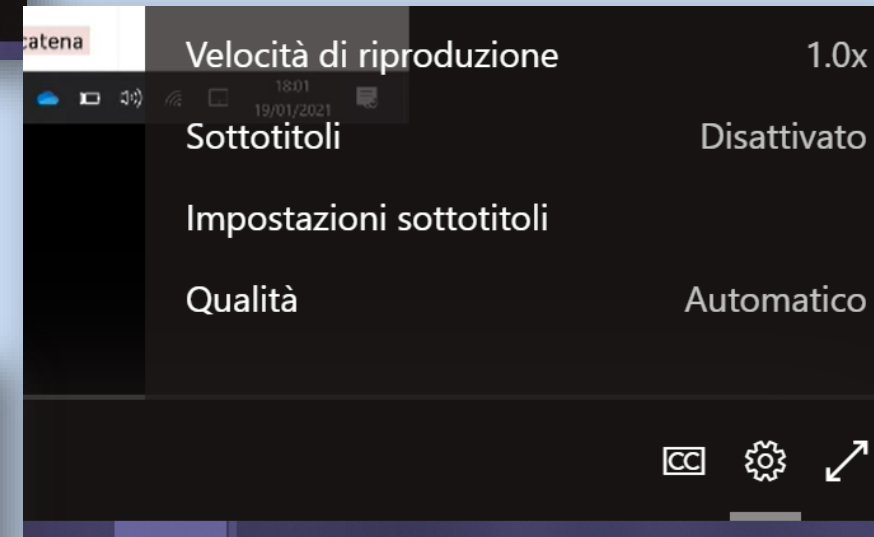 catena
Velocità di riproduzione 1.0x
18:01
19/01/2021
Sottotitoli Disattivato
Impostazioni sottotitoli
Qualità Automatico
CC